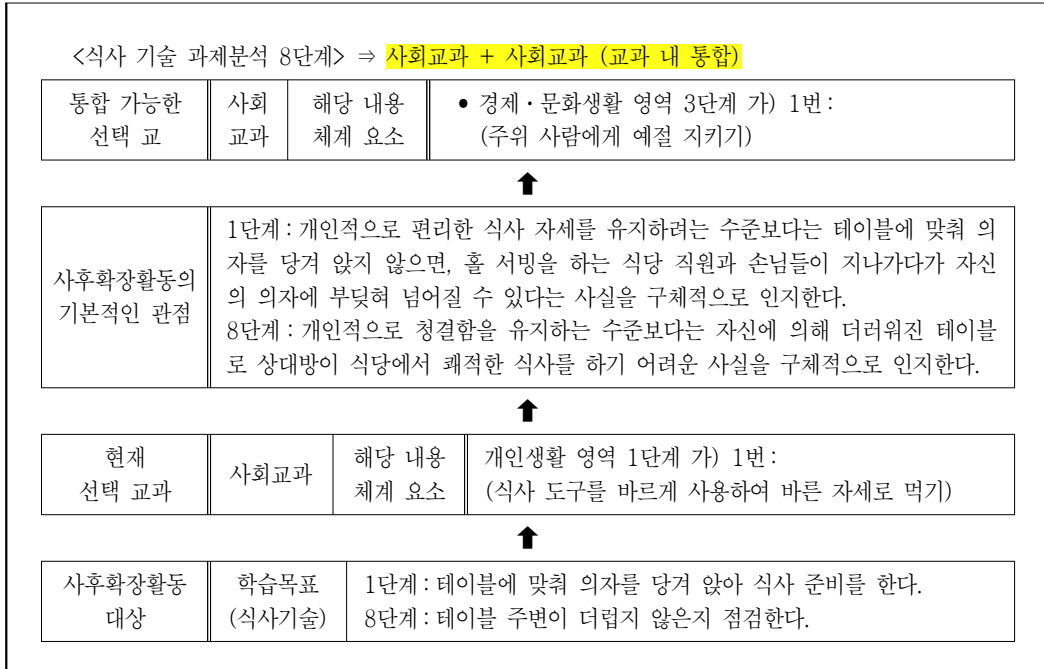 <식사 기술 과제분석 8단계> ⇒ 사회교과 + 사회교과 (교과 내 통합)
통합 가능한
선택 교
사회
교과
해당 내용
체계 요소
• 경제・문화생활 영역 3단계 가) 1번 :
(주위 사람에게 예절 지키기)
⬆
사후확장활동의
기본적인 관점
1단계 : 개인적으로 편리한 식사 자세를 유지하려는 수준보다는 테이블에 맞춰 의
자를 당겨 앉지 않으면, 홀 서빙을 하는 식당 직원과 손님들이 지나가다가 자신
의 의자에 부딪혀 넘어질 수 있다는 사실을 구체적으로 인지한다.
8단계 : 개인적으로 청결함을 유지하는 수준보다는 자신에 의해 더러워진 테이블
로 상대방이 식당에서 쾌적한 식사를 하기 어려운 사실을 구체적으로 인지한다.
⬆
현재
선택 교과
사회교과
해당 내용
체계 요소
개인생활 영역 1단계 가) 1번 :
(식사 도구를 바르게 사용하여 바른 자세로 먹기)
⬆
사후확장활동
대상
학습목표
(식사기술)
1단계 : 테이블에 맞춰 의자를 당겨 앉아 식사 준비를 한다.
8단계 : 테이블 주변이 더럽지 않은지 점검한다.